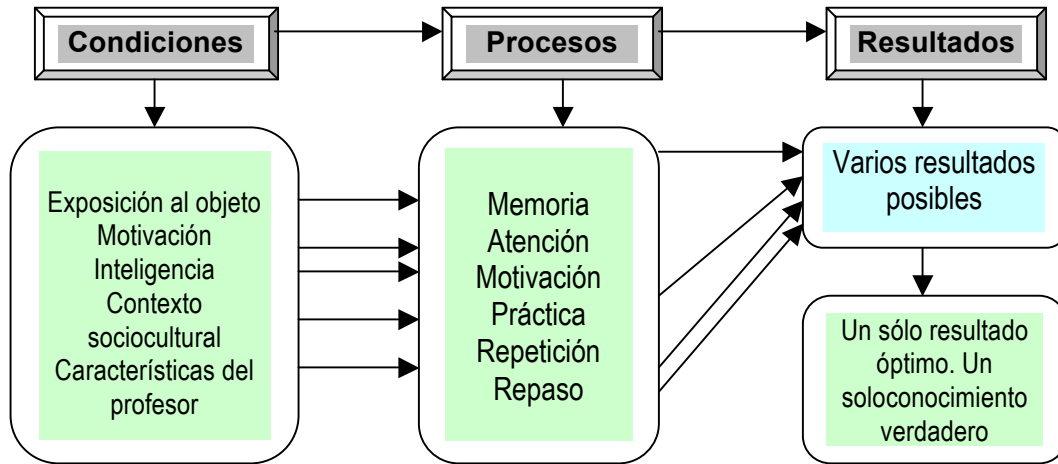 Condiciones
Procesos
Resultados
Exposición al objeto
Motivación
Inteligencia
Contexto
sociocultural
Características del
profesor
Memoria
Atención
Motivación
Práctica
Repetición
Repaso
Varios resultados
posibles
Un sólo resultado
óptimo. Un
soloconocimiento
verdadero